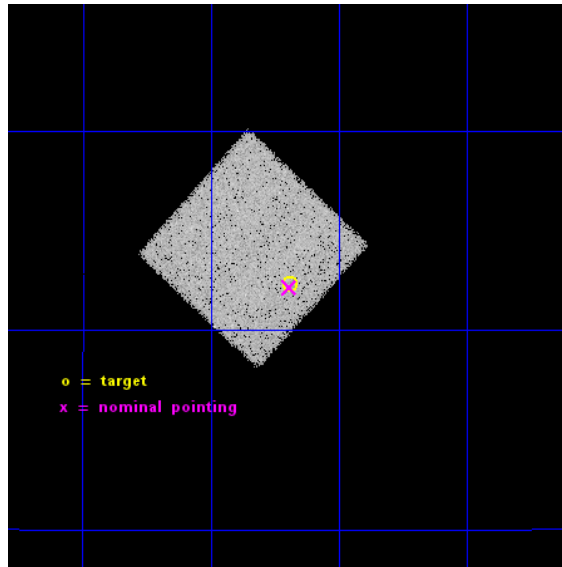 o = target
x = nominal pointing